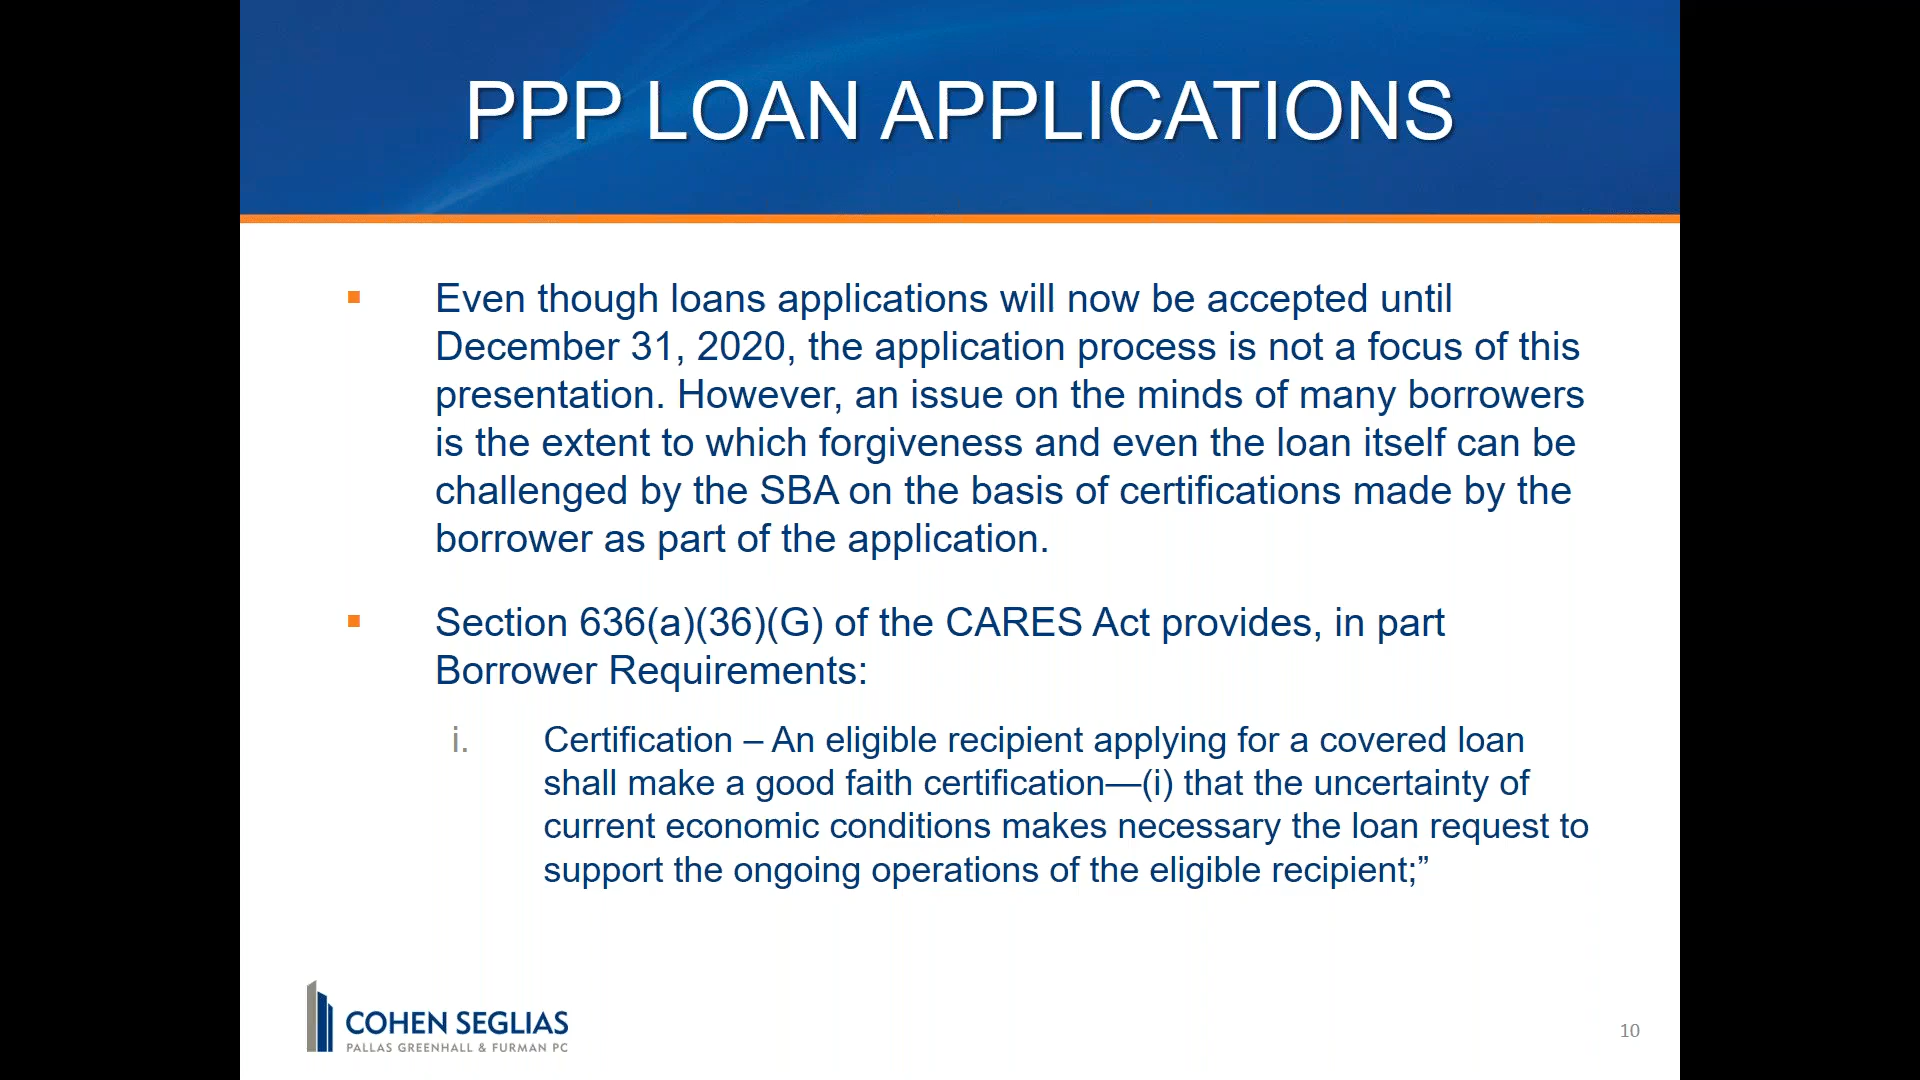 PPP LOAN APPLICATIONS
Even though loans applications will now be accepted until
December 31, 2020, the application process is not a focus of this
presentation. However, an issue on the minds of many borrowers
is the extent to which forgiveness and even the loan itself can be
challenged by the SBA on the basis of certifications made by the
borrower as part of the application.
Section 636(a)(36)(G) of the CARES Act provides, in part
Borrower Requirements:
i. Certification – An eligible recipient applying for a covered loan
shall make a good faith certification—(i) that the uncertainty of
current economic conditions makes necessary the loan request to
support the ongoing operations of the eligible recipient;”
COHEN SEGLIAS
PALLAS GREENHALL & FURMAN PC
10